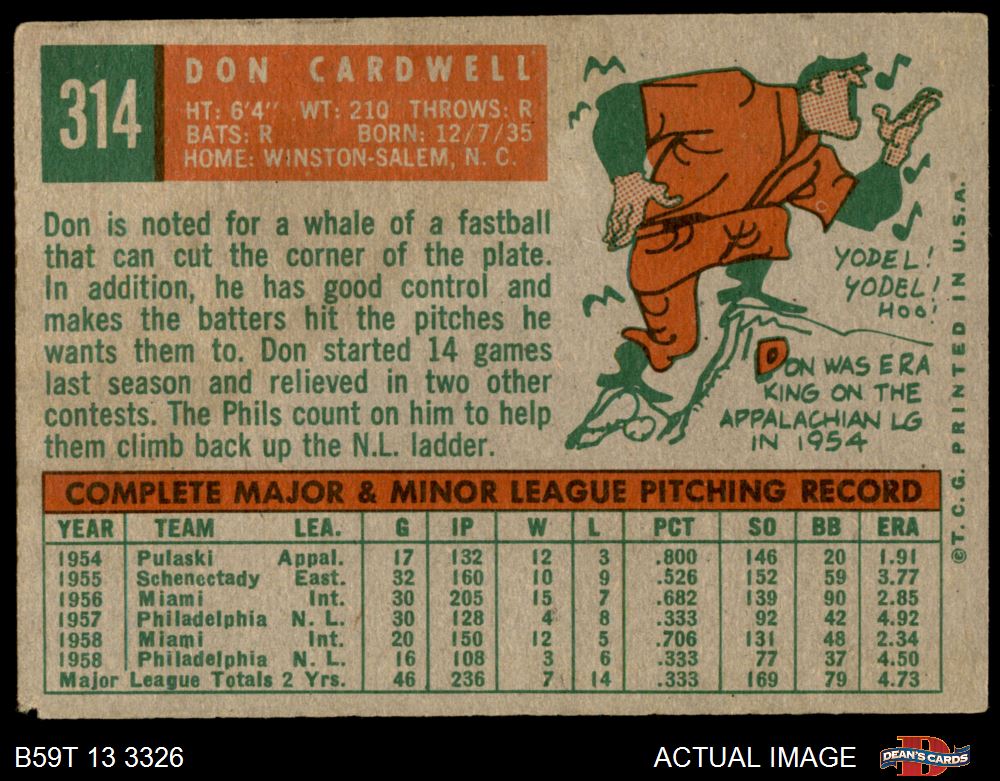 314
DON CARDWELL
HT: 6'4" WT: 210 THROWS: R
BATS: R BORN: 12/7/35
HOME: WINSTON-SALEM, N. C.
Don is noted for a whale of a fastball
that can cut the corner of the plate.
In addition, he has good control and
makes the batters hit the pitches he
wants them to. Don started 14 games
last season and relieved in two other
contests. The Phils count on him to help
them climb back up the N.L. ladder.
YODEL!
YODEL!
HOO!
DON WAS ERA
KING ON THE
APPALACHIAN LG
IN 1954
©T. C. G. PRINTED IN U.S.A.
COMPLETE MAJOR & MINOR LEAGUE PITCHING RECORD
YEAR TEAM LEA. G IP W L PCT SO BB ERA
1954 Pulaski Appal. 17 132 12 3 .800 146 20 1.91
1955 Schenectady East. 32 160 10 9 .526 152 59 3.77
1956 Miami Int. 30 205 15 7 .682 139 90 2.85
1957 Philadelphia N. L. 30 128 4 8 .333 92 42 4.92
1958 Miami Int. 20 150 12 5 .706 131 48 2.34
1958 Philadelphia N. L. 16 108 3 6 .333 77 37 4.50
Major League Totals 2 Yrs. 46 236 7 14 .333 169 79 4.73
B59T 13 3326
ACTUAL IMAGE
D
DEAN'S CARDS